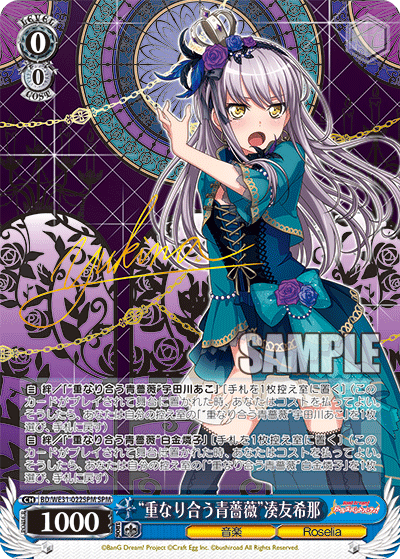 LEVEL
0
0
COST
Yukina
SAMPLE
自 絆／「“重なり合う青薔薇”宇田川あこ」［手札を1枚控え室に置く］（この
カードがプレイされて舞台に置かれた時、あなたはコストを払ってよい。
そうしたら、あなたは自分の控え室の「“重なり合う青薔薇”宇田川あこ」を1枚
選び、手札に戻す）
自 絆／「“重なり合う青薔薇”白金燐子」［手札を1枚控え室に置く］（この
カードがプレイされて舞台に置かれた時、あなたはコストを払ってよい。
そうしたら、あなたは自分の控え室の「“重なり合う青薔薇”白金燐子」を1枚
選び、手札に戻す）
CH BD/WE31-022SPM SPM
1000
“重なり合う青薔薇”湊友希那
音楽
Roselia
©BanG Dream! Project ©Craft Egg Inc. ©bushiroad All Rights Reserved.